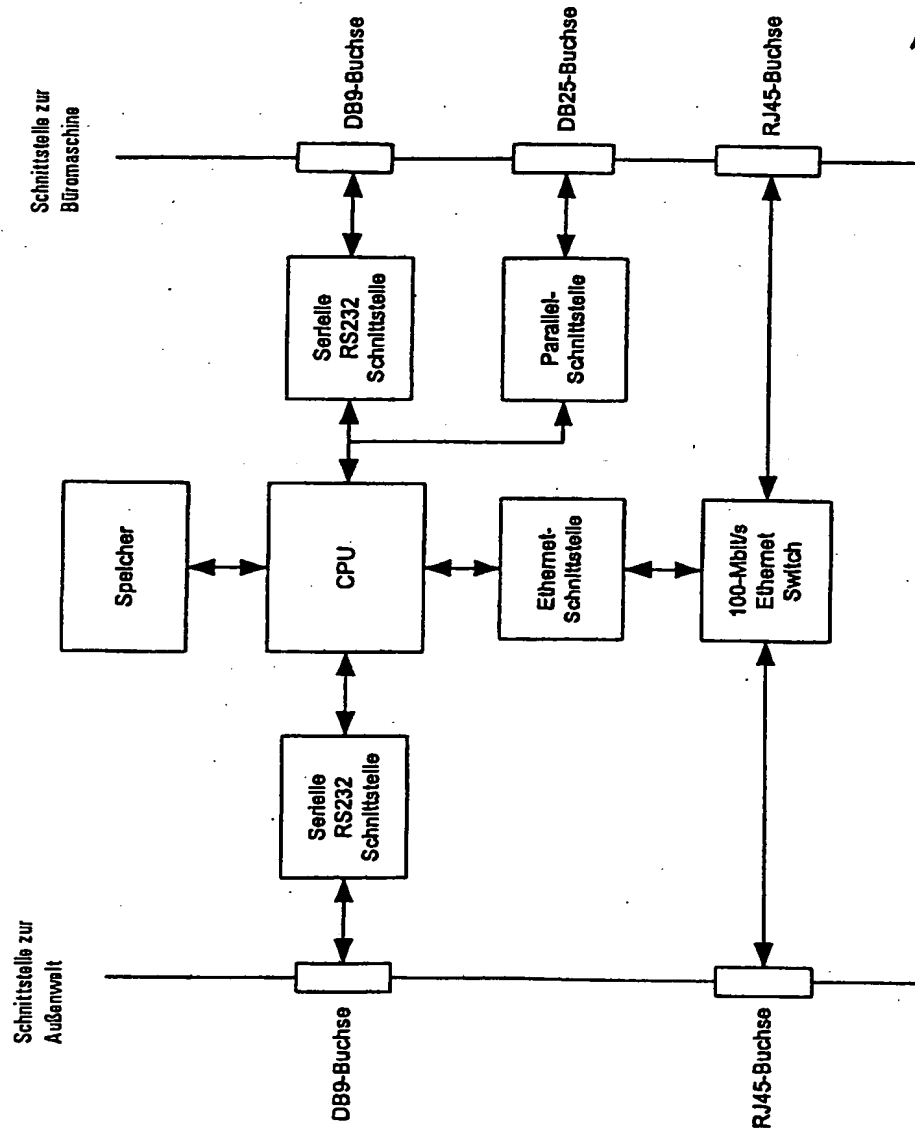 Schnittstelle zur
Außenwelt
Schnittstelle zur
Büromaschine
DB9-Buchse
Serielle
RS232
Schnittstelle
Speicher
CPU
Serielle
RS232
Schnittstelle
DB9-Buchse
Parallel-
Schnittstelle
DB25-Buchse
Ethernet-
Schnittstelle
RJ45-Buchse
100-Mbit/s
Ethernet
Switch
RJ45-Buchse